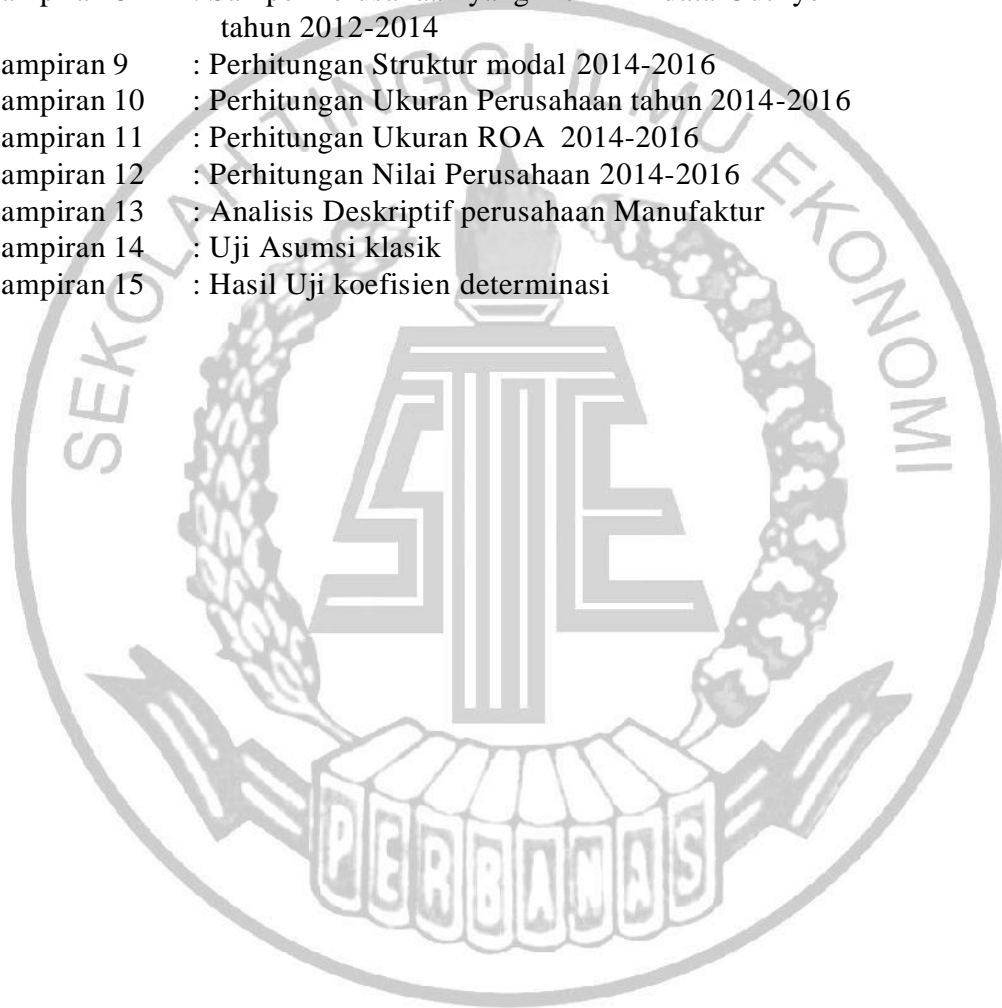 tahun 2012-2014
ampiran 9 : Perhitungan Struktur modal 2014-2016
ampiran 10 : Perhitungan Ukuran Perusahaan tahun 2014-2016
ampiran 11 : Perhitungan Ukuran ROA 2014-2016
ampiran 12 : Perhitungan Nilai Perusahaan 2014-2016
ampiran 13 : Analisis Deskriptif perusahaan Manufaktur
ampiran 14 : Uji Asumsi klasik
ampiran 15 : Hasil Uji koefisien determinasi
SEKOLAH TINGGI ILMU EKONOMI
STIE
PERBANAS